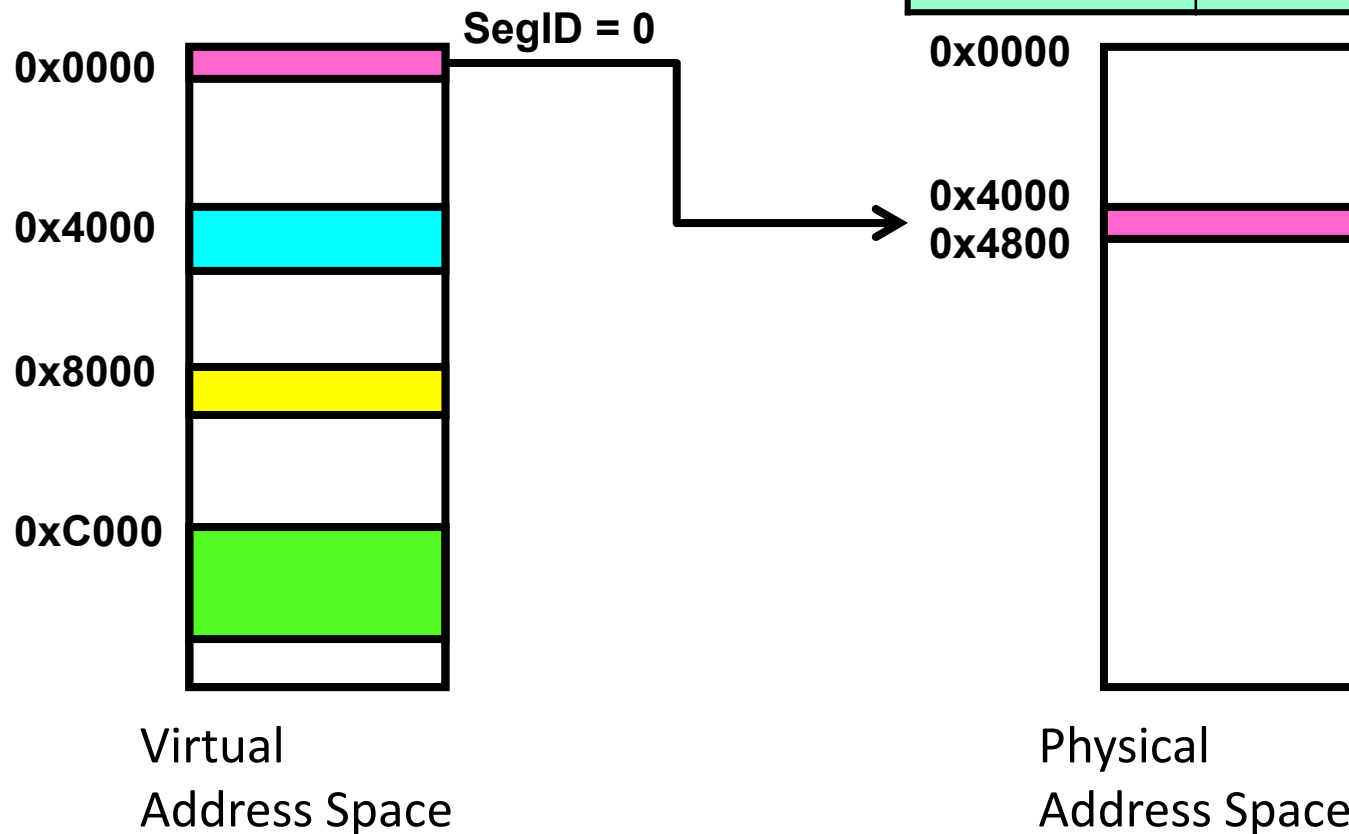 SegID = 0
0x0000
0x4000
0x8000
0xC000
Virtual
Address Space
0x0000
0x4000
0x4800
Physical
Address Space